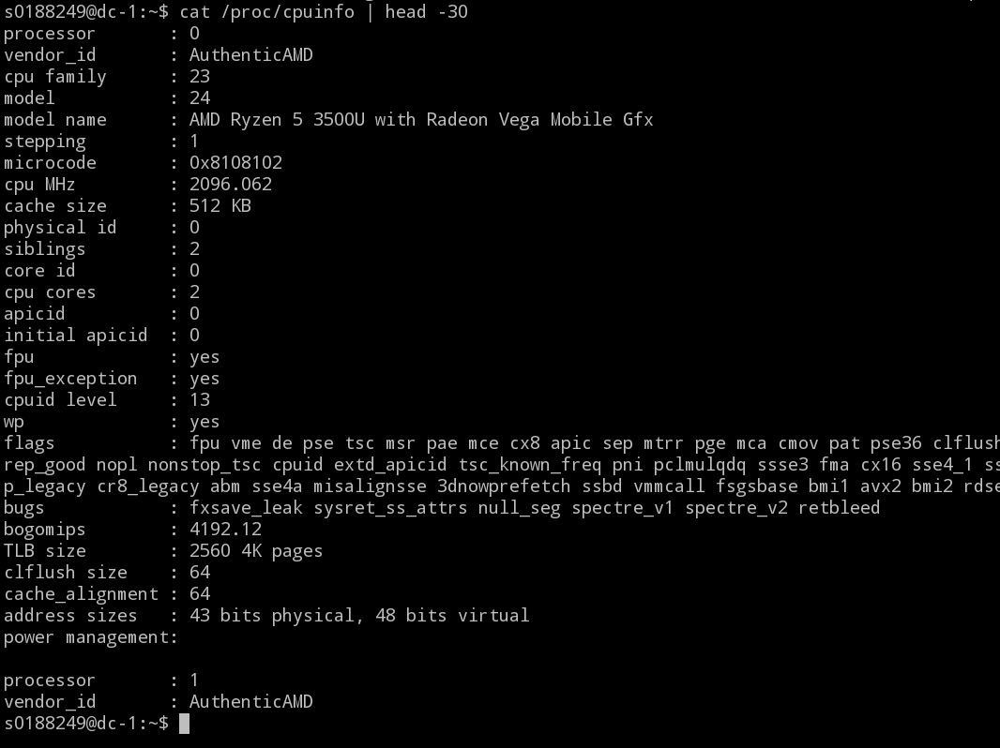 s0188249@dc-1:~$ cat /proc/cpuinfo | head -30
processor       : 0
vendor_id       : AuthenticAMD
cpu family      : 23
model           : 24
model name      : AMD Ryzen 5 3500U with Radeon Vega Mobile Gfx
stepping        : 1
microcode       : 0x8108102
cpu MHz         : 2096.062
cache size      : 512 KB
physical id     : 0
siblings        : 2
core id         : 0
cpu cores       : 2
apicid          : 0
initial apicid  : 0
fpu             : yes
fpu_exception   : yes
cpuid level     : 13
wp              : yes
flags           : fpu vme de pse tsc msr pae mce cx8 apic sep mtrr pge mca cmov pat pse36 clflush
rep_good nopl nonstop_tsc cpuid extd_apicid tsc_known_freq pni pclmulqdq ssse3 fma cx16 sse4_1 ss
p_legacy cr8_legacy abm sse4a misalignsse 3dnowprefetch ssbd vmmcall fsgsbase bmi1 avx2 bmi2 rdse
bugs            : fxsave_leak sysret_ss_attrs null_seg spectre_v1 spectre_v2 retbleed
bogomips        : 4192.12
TLB size        : 2560 4K pages
clflush size    : 64
cache_alignment : 64
address sizes   : 43 bits physical, 48 bits virtual
power management:

processor       : 1
vendor_id       : AuthenticAMD
s0188249@dc-1:~$